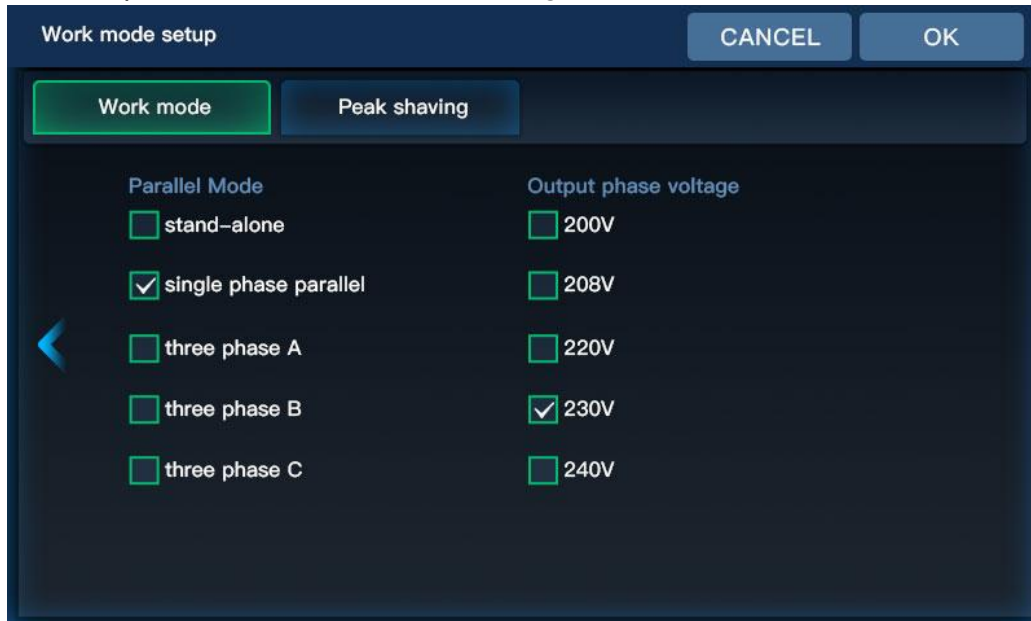 Work mode setup CANCEL OK
Work mode Peak shaving
Parallel Mode Output phase voltage
stand-alone 200V
single phase parallel 208V
three phase A 220V
three phase B 230V
three phase C 240V